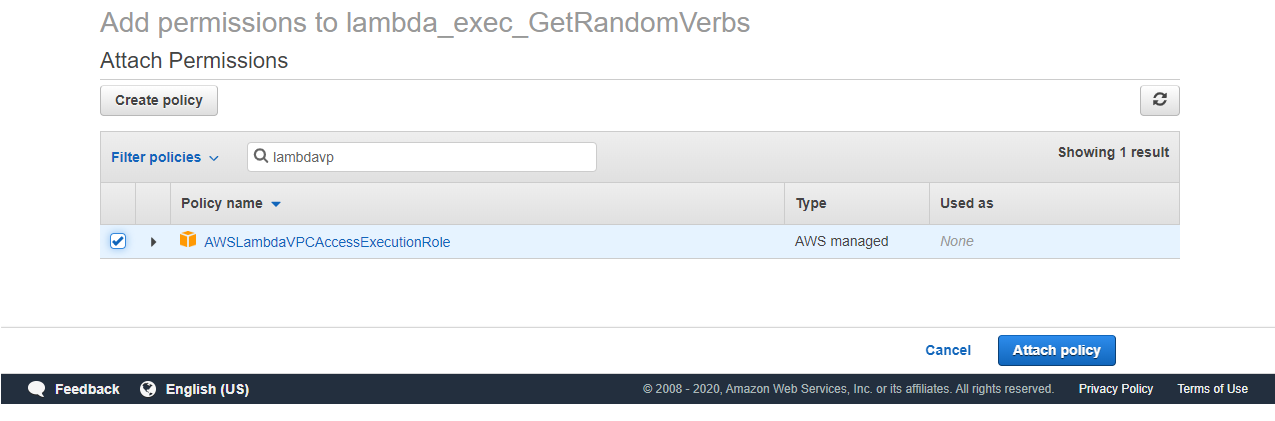 Add permissions to lambda_exec_GetRandomVerbs
Attach Permissions
Create policy
Filter policies lambdavp Showing 1 result
Policy name Type Used as
AWSLambdaVPCAccessExecutionRole AWS managed None
Cancel Attach policy
Feedback English (US) © 2008 - 2020, Amazon Web Services, Inc. or its affiliates. All rights reserved. Privacy Policy Terms of Use